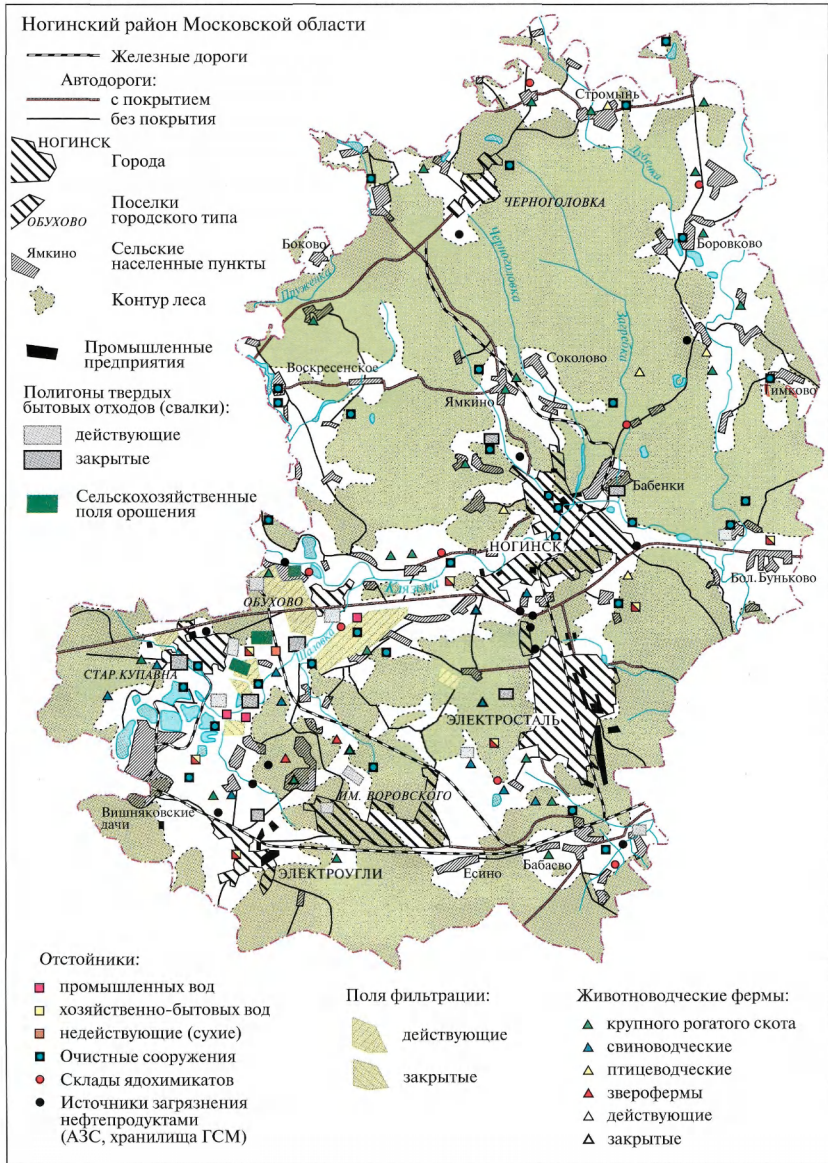 Ногинский район Московской области
Железные дороги
Автодороги:
с покрытием
без покрытия
НОГИНСК
Города
ОБУХОВО
Поселки
городского типа
Ямкино
Сельские
населенные пункты
Контур леса
Промышленные
предприятия
Полигоны твердых
бытовых отходов (свалки):
действующие
закрытые
Сельскохозяйственные
поля орошения
Стромынь
Дубенка
ЧЕРНОГОЛОВКА
Боково
Пруженка
Черноголовка
Боровково
Загребка
Воскресенское
Соколово
Ямкино
Тимково
Бабенки
НОГИНСК
Клязьма
Бол. Буньково
ОБУХОВО
Шаловка
СТАР.КУПАВНА
ЭЛЕКТРОСТАЛЬ
ИМ. ВОРОВСКОГО
Вишняковские
дачи
ЭЛЕКТРОУГЛИ
Есино
Бабаево
Отстойники:
промышленных вод
хозяйственно-бытовых вод
недействующие (сухие)
Очистные сооружения
Склады ядохимикатов
Источники загрязнения
нефтепродуктами
(АЗС, хранилища ГСМ)
Поля фильтрации:
действующие
закрытые
Животноводческие фермы:
крупного рогатого скота
свиноводческие
птицеводческие
зверофермы
действующие
закрытые